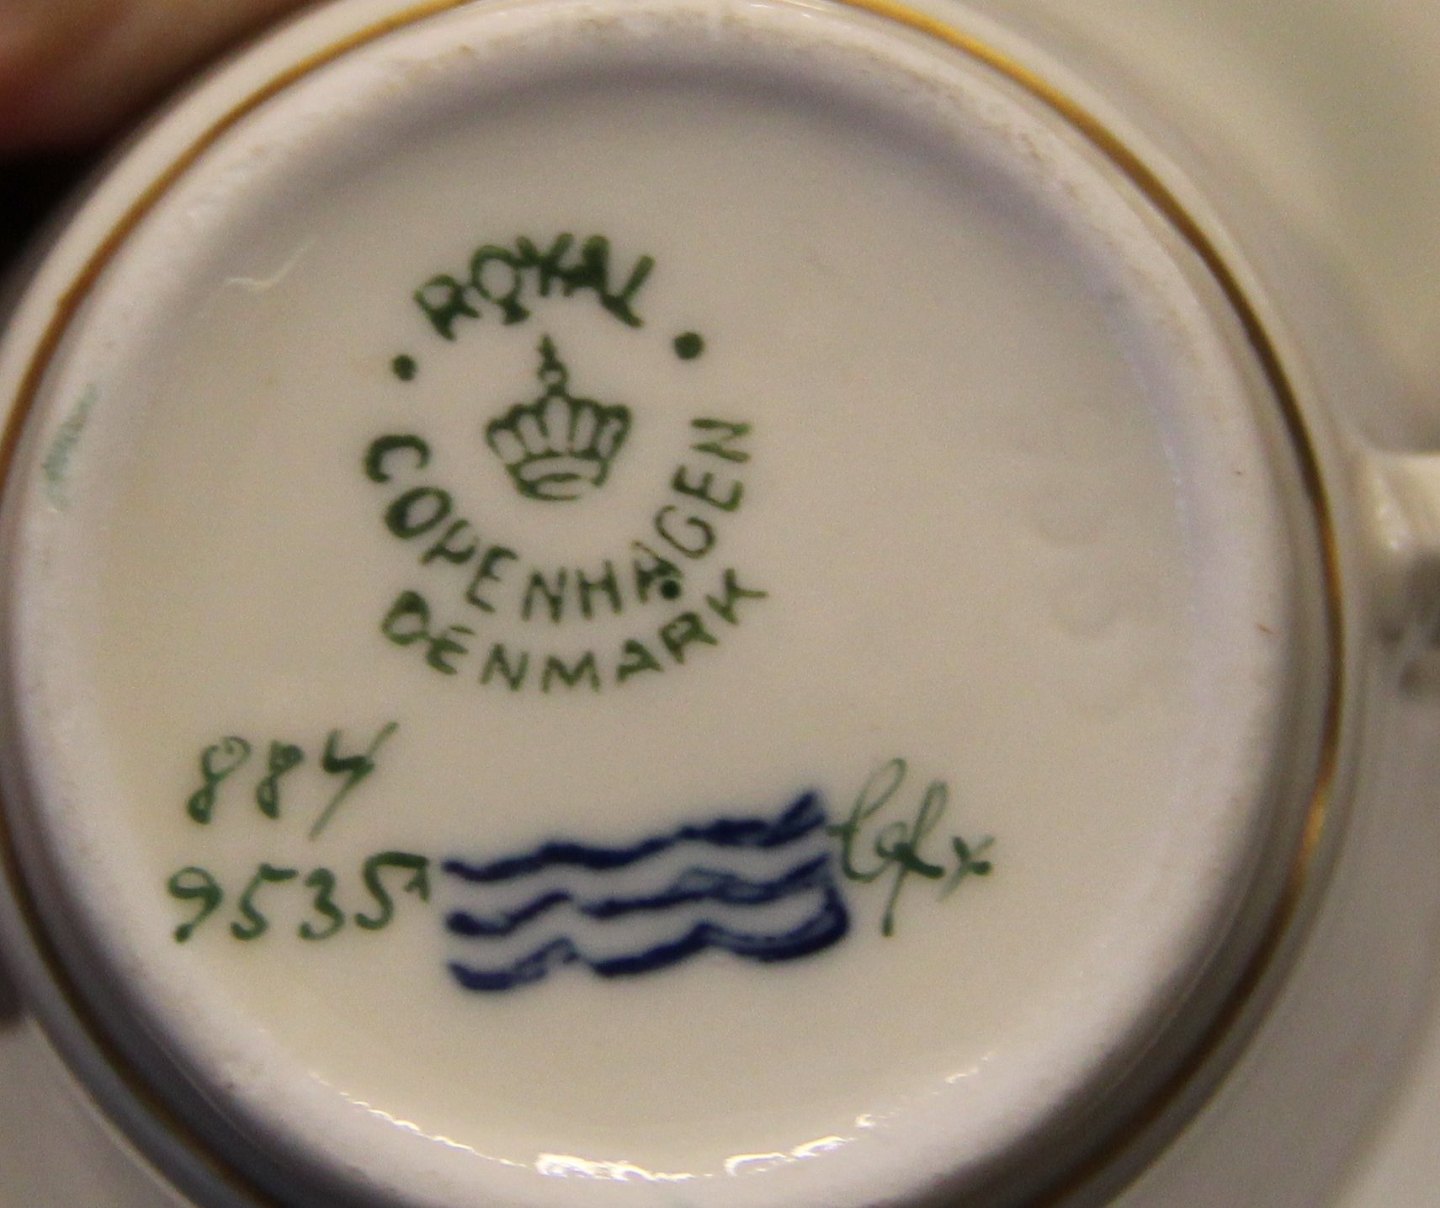 ROYAL
COPENHAGEN
DENMARK
884
9535